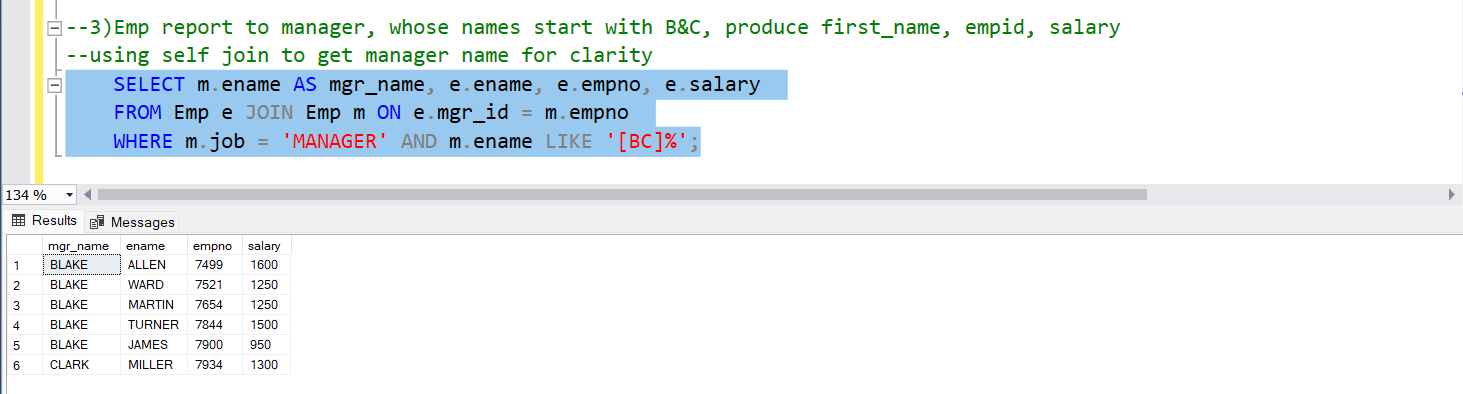 --3)Emp report to manager, whose names start with B&C, produce first_name, empid, salary
--using self join to get manager name for clarity
SELECT m.ename AS mgr_name, e.ename, e.empno, e.salary
FROM Emp e JOIN Emp m ON e.mgr_id = m.empno
WHERE m.job = 'MANAGER' AND m.ename LIKE '[BC]%';
134 %
Results Messages
mgr_name ename empno salary
1 BLAKE ALLEN 7499 1600
2 BLAKE WARD 7521 1250
3 BLAKE MARTIN 7654 1250
4 BLAKE TURNER 7844 1500
5 BLAKE JAMES 7900 950
6 CLARK MILLER 7934 1300